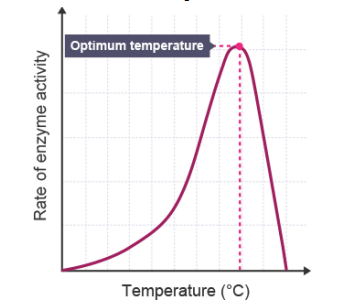 Optimum temperature
Rate of enzyme activity
Temperature (°C)